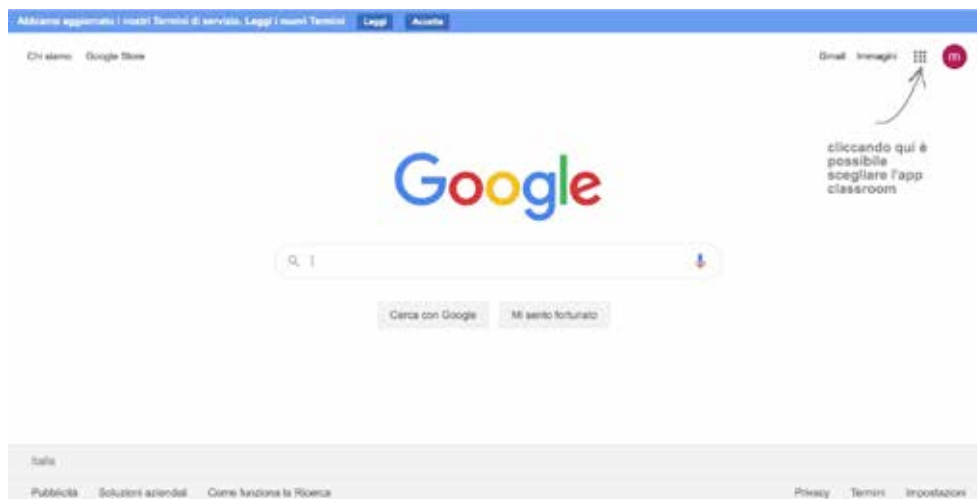 Abbiamo aggiornato i nostri Termini di servizio. Leggi i nuovi Termini Leggi Accetta
Chi siamo Google Store Gmail Immagini m
cliccando qui è
possibile
scegliare l'app
classroom
Google
Cerca con Google Mi sento fortunato
Italia
Pubblicità Soluzioni aziendali Come funziona la Ricerca Privacy Termini Impostazioni